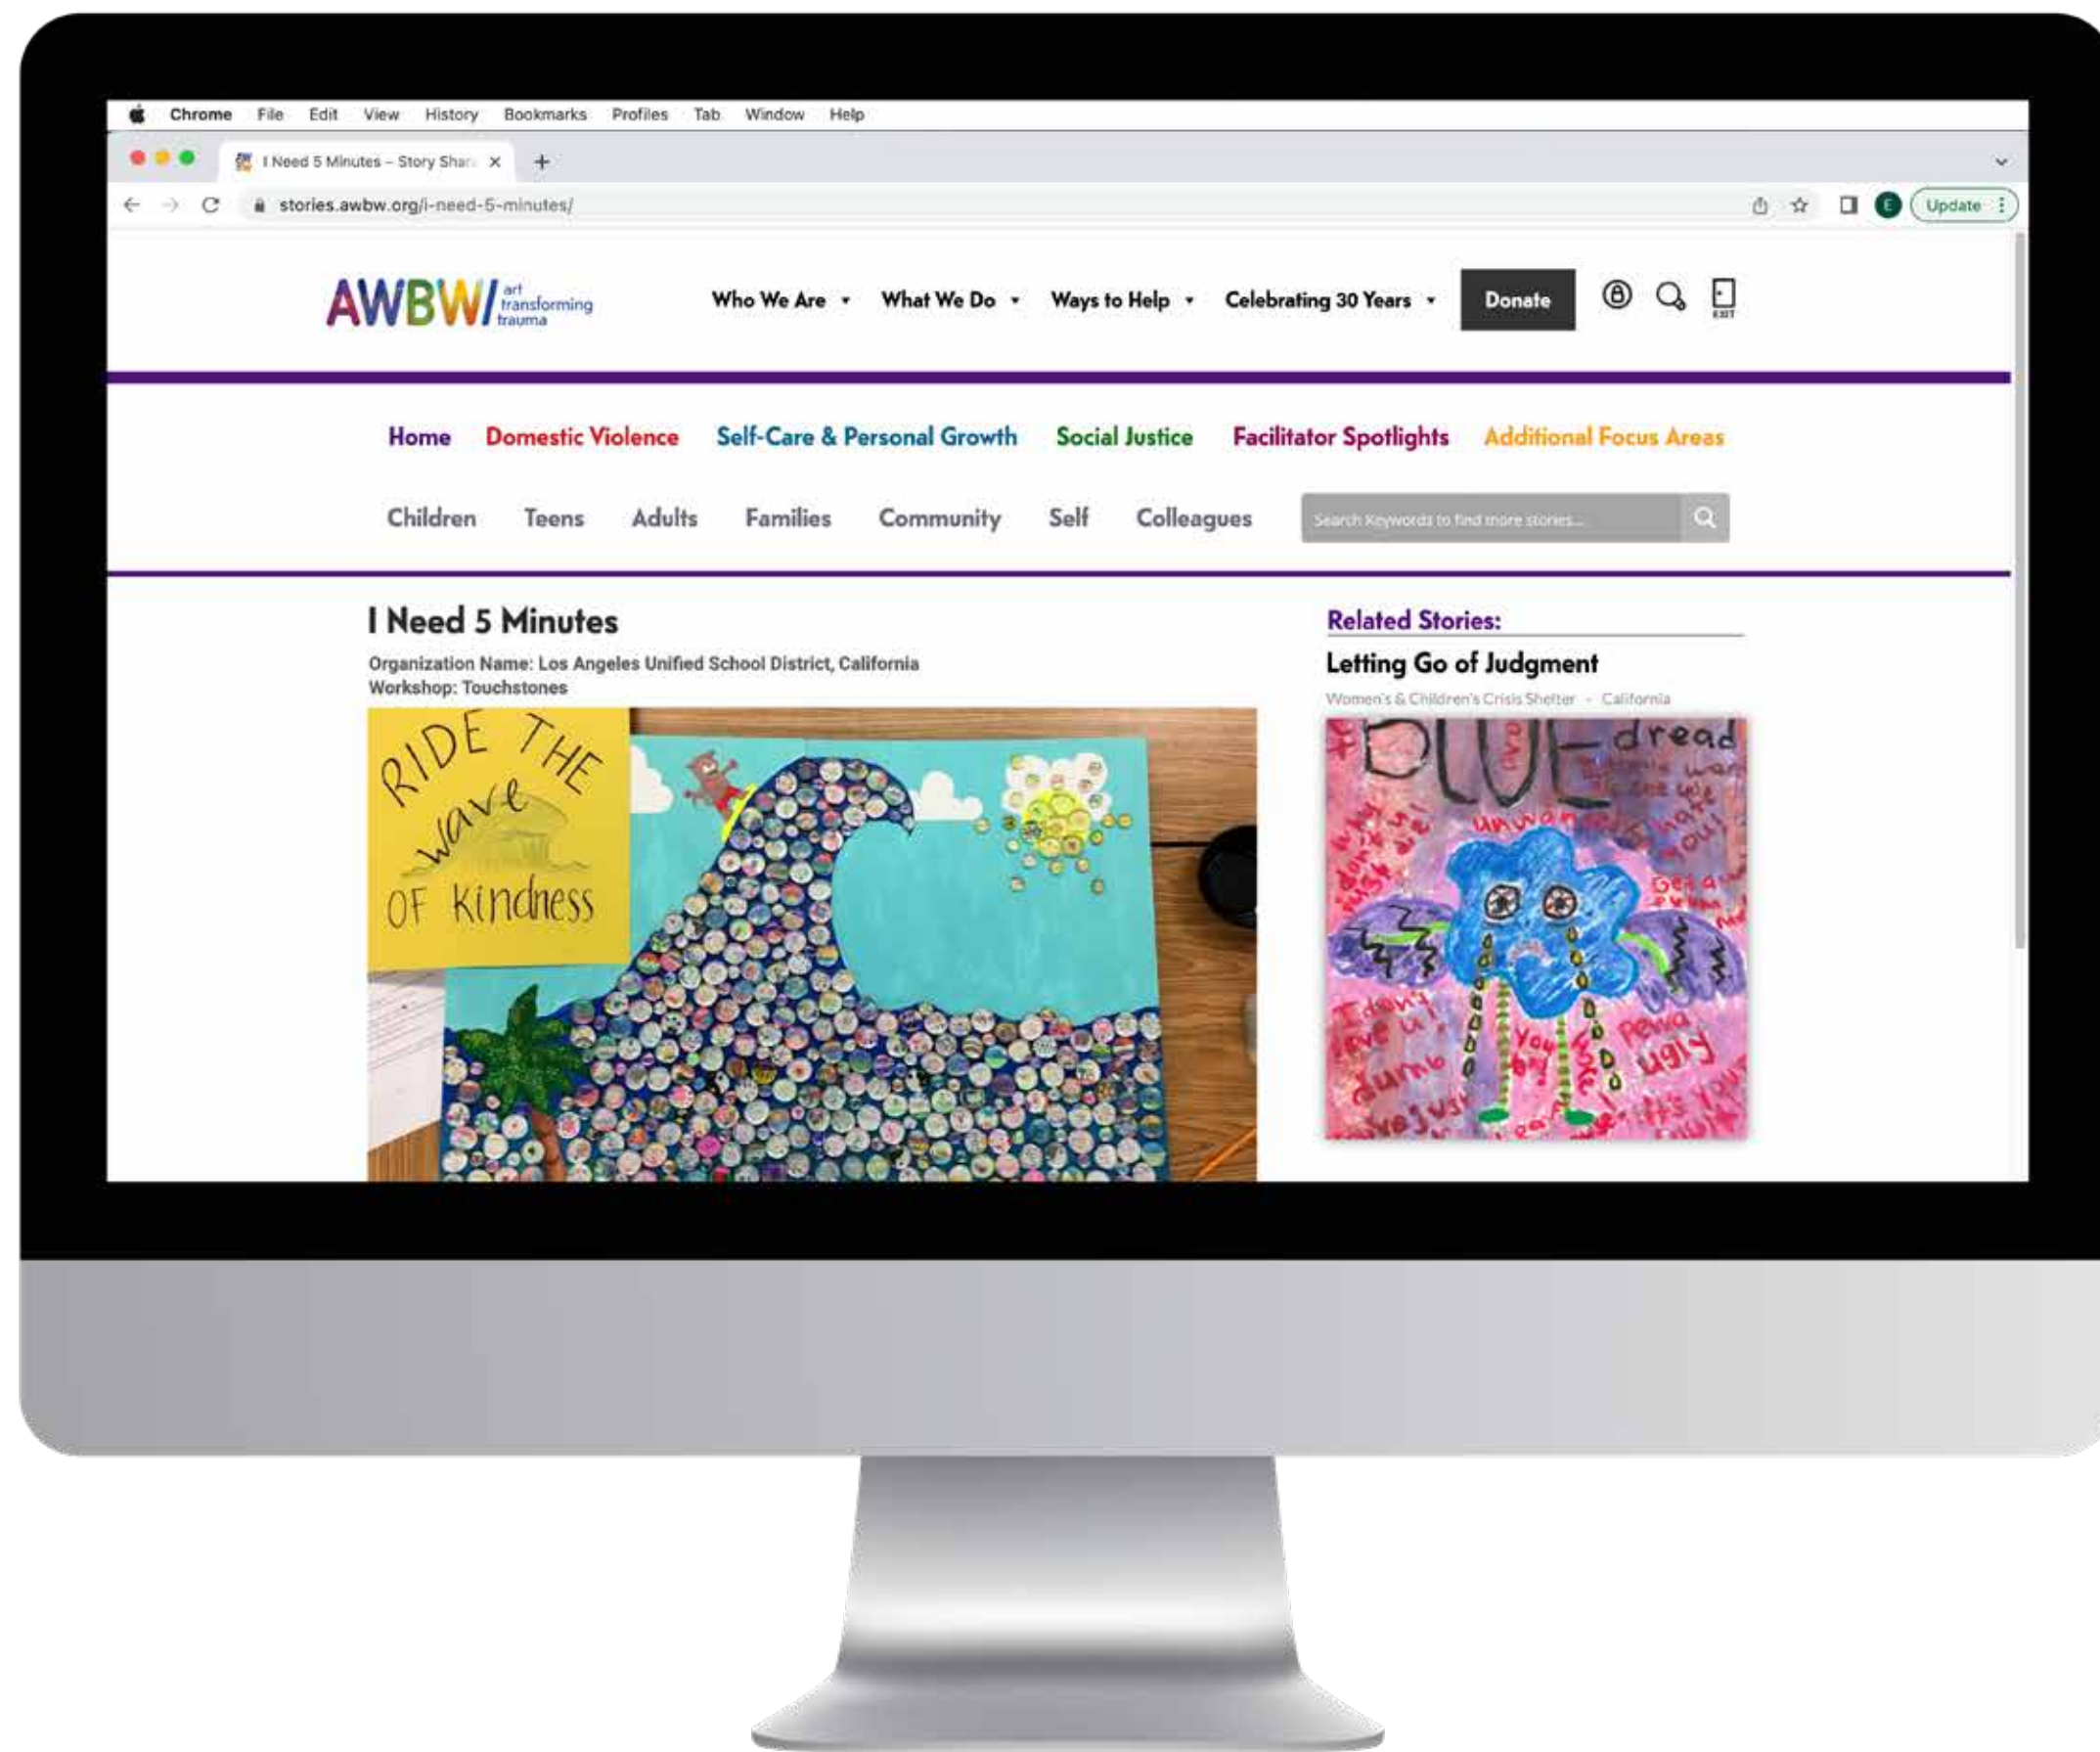 Chrome File Edit View History Bookmarks Profiles Tab Window Help
I Need 5 Minutes – Story Shar
stories.awbw.org/i-need-5-minutes/
E Update
AWBW/ art transforming trauma
Who We Are What We Do Ways to Help Celebrating 30 Years Donate
EXIT
Home Domestic Violence Self-Care & Personal Growth Social Justice Facilitator Spotlights Additional Focus Areas
Children Teens Adults Families Community Self Colleagues Search Keywords to find more stories...
I Need 5 Minutes
Organization Name: Los Angeles Unified School District, California
Workshop: Touchstones
RIDE THE
wave
OF Kindness
Related Stories:
Letting Go of Judgment
Women's & Children's Crisis Shelter - California
BLUE dread
I don't
dumb
You
ugly